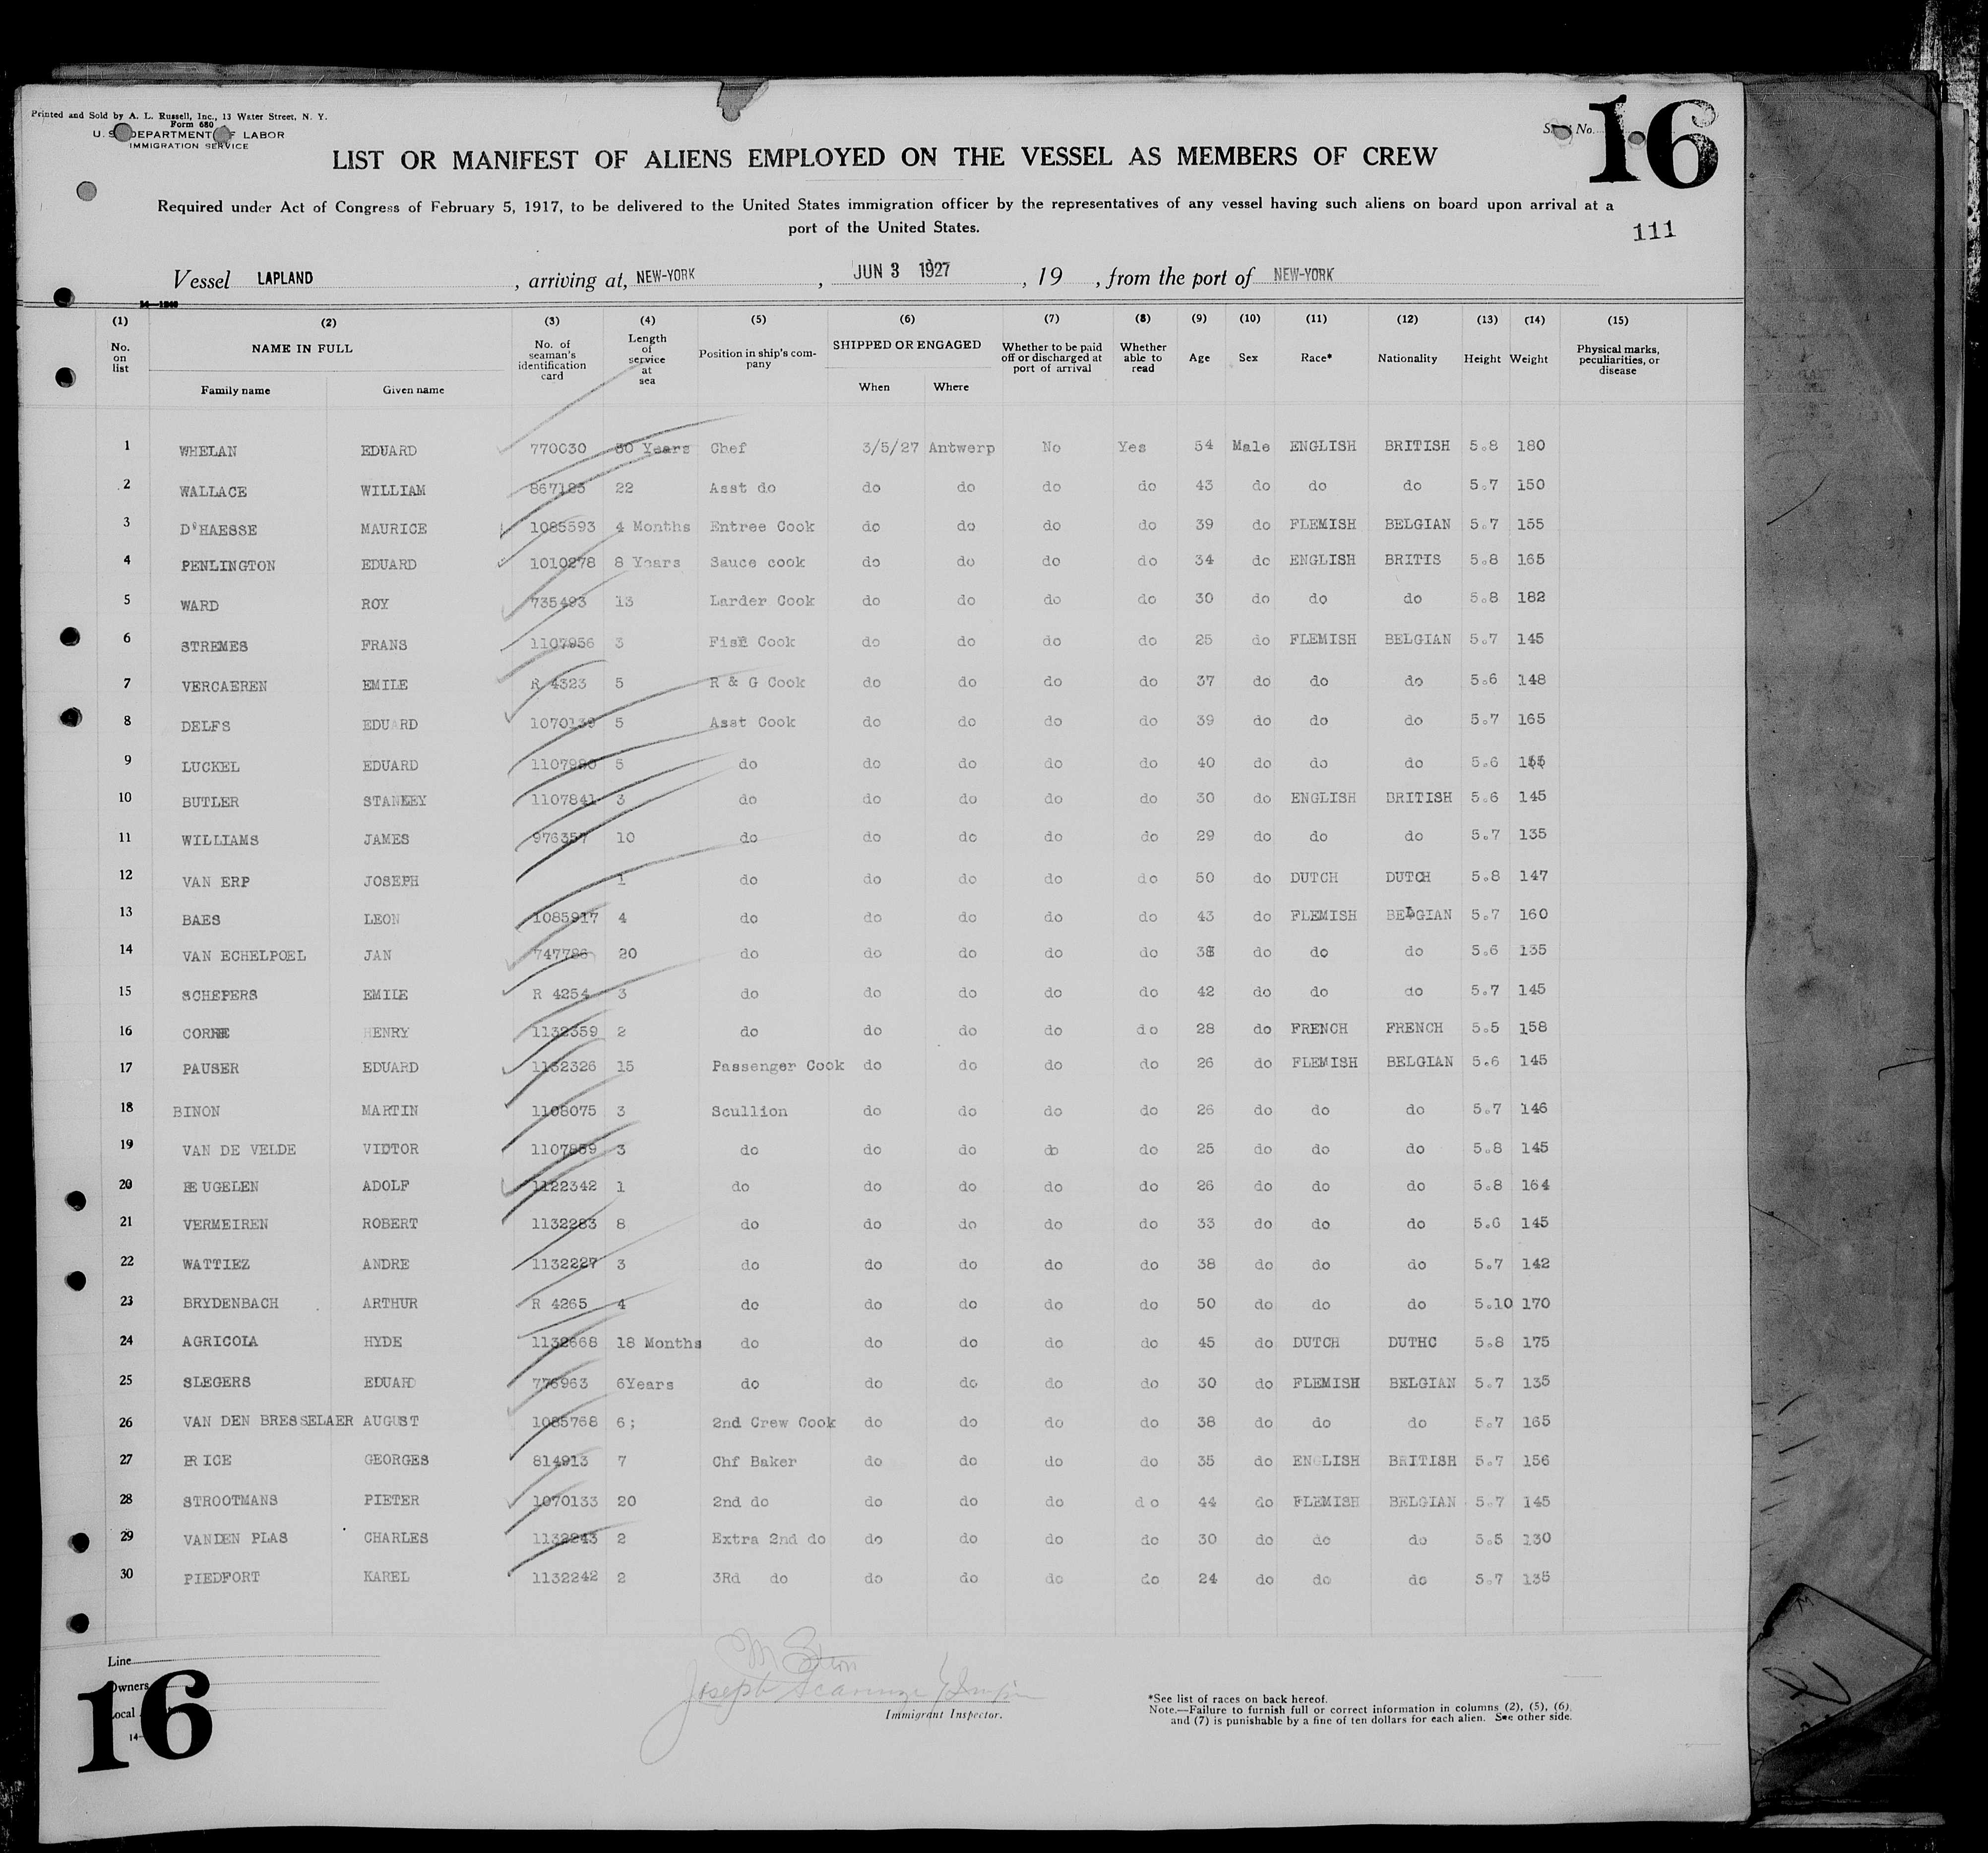 Printed and Sold by A. L. Russell, Inc., 13 Water Street, N. Y.
Form 680
U. S. DEPARTMENT OF LABOR
IMMIGRATION SERVICE
No.
16
LIST OR MANIFEST OF ALIENS EMPLOYED ON THE VESSEL AS MEMBERS OF CREW
Required under Act of Congress of February 5, 1917, to be delivered to the United States immigration officer by the representatives of any vessel having such aliens on board upon arrival at a
port of the United States.
111
Vessel LAPLAND , arriving at, NEW-YORK , JUN 3 1927 , 19 , from the port of NEW-YORK
(1) (2) (3) (4) (5) (6) (7) (8) (9) (10) (11) (12) (13) (14) (15)
No. on list NAME IN FULL Family name Given name No. of seaman's identification card Length of service at sea Position in ship's company SHIPPED OR ENGAGED When Where Whether to be paid off or discharged at port of arrival Whether able to read Age Sex Race* Nationality Height Weight Physical marks, peculiarities, or disease
1 WHELAN EDUARD 770030 30 Years Chef 3/5/27 Antwerp No Yes 54 Male ENGLISH BRITISH 5.8 180
2 WALLACE WILLIAM 867183 22 Asst do do do do do 43 do do do 5.7 150
3 D'HAESSE MAURICE 1085593 4 Months Entree Cook do do do do 39 do FLEMISH BELGIAN 5.7 155
4 PENLINGTON EDUARD 1010278 8 Years Sauce cook do do do do 34 do ENGLISH BRITIS 5.8 165
5 WARD ROY 735493 13 Larder Cook do do do do 30 do do do 5.8 182
6 STREMES FRANS 1107956 3 Fish Cook do do do do 25 do FLEMISH BELGIAN 5.7 145
7 VERCAEREN EMILE R 4323 5 R & G Cook do do do do 37 do do do 5.6 148
8 DELFS EDUARD 1070139 5 Asst Cook do do do do 39 do do do 5.7 165
9 LUCKEL EDUARD 5 do do do do do 40 do do do 5.6
10 BUTLER STANLEY 1107841 3 do do do do do 30 do ENGLISH BRITISH 5.6 145
11 WILLIAMS JAMES 976357 10 do do do do do 29 do do do 5.7 135
12 VAN ERP JOSEPH 1 do do do do do 50 do DUTCH DUTCH 5.8 147
13 BAES LEON 1085917 4 do do do do do 43 do FLEMISH BELGIAN 5.7 160
14 VAN ECHELPOEL JAN 747786 20 do do do do do 38 do do do 5.6 135
15 SCHEPERS EMILE R 4254 3 do do do do do 42 do do do 5.7 145
16 CORRE HENRY 1132359 2 do do do do do 28 do FRENCH FRENCH 5.5 158
17 PAUSER EDUARD 1132326 15 Passenger Cook do do do do 26 do FLEMISH BELGIAN 5.6 145
18 BINON MARTIN 1108075 3 Scullion do do do do 26 do do do 5.7 146
19 VAN DE VELDE VICTOR 1107859 3 do do do do do 25 do do do 5.8 145
20 UGELEN ADOLF 1122342 1 do do do do do 26 do do do 5.8 164
21 VERMEIREN ROBERT 1132283 8 do do do do do 33 do do do 5.6 145
22 WATTIEZ ANDRE 1132227 3 do do do do do 38 do do do 5.7 142
23 BRYDENBACH ARTHUR R 4265 4 do do do do do 50 do do do 5.10 170
24 AGRICOLA HYDE 1132668 18 Months do do do do do 45 do DUTCH DUTHC 5.8 175
25 SLEGERS EDUARD 776963 6Years do do do do do 30 do FLEMISH BELGIAN 5.7 135
26 VAN DEN BRESSELAER AUGUST 1085768 6; 2nd Crew Cook do do do do 38 do do do 5.7 165
27 PRICE GEORGES 814913 7 Chf Baker do do do do 35 do ENGLISH BRITISH 5.7 156
28 STROOTMANS PIETER 1070133 20 2nd do do do do do 44 do FLEMISH BELGIAN 5.7 145
29 VANDEN PLAS CHARLES 1132243 2 Extra 2nd do do do do do 30 do do do 5.5 130
30 PIEDFORT KAREL 1132242 2 3Rd do do do do do 24 do do do 5.7 135
Line
Owners
Local
16
Joseph
Immigrant Inspector.
*See list of races on back hereof.
Note.—Failure to furnish full or correct information in columns (2), (5), (6),
and (7) is punishable by a fine of ten dollars for each alien. See other side.